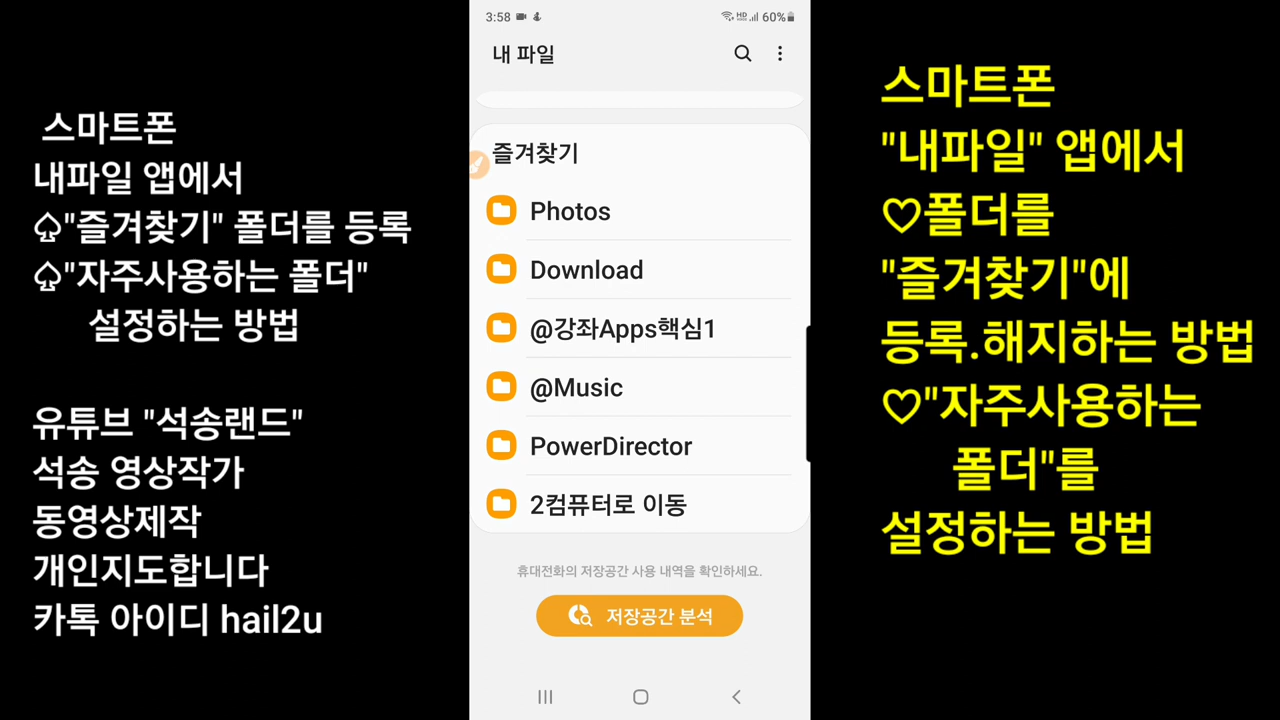 스마트폰
내파일 앱에서
♤"즐겨찾기" 폴더를 등록
♤"자주사용하는 폴더"
설정하는 방법
유튜브 "석송랜드"
석송 영상작가
동영상제작
개인지도합니다
카톡 아이디 hail2u
3:58
60%
내 파일
즐겨찾기
Photos
Download
@강좌Apps핵심1
@Music
PowerDirector
2컴퓨터로 이동
휴대전화의 저장공간 사용 내역을 확인하세요.
저장공간 분석
스마트폰
"내파일" 앱에서
♡폴더를
"즐겨찾기"에
등록.해지하는 방법
♡"자주사용하는
폴더"를
설정하는 방법